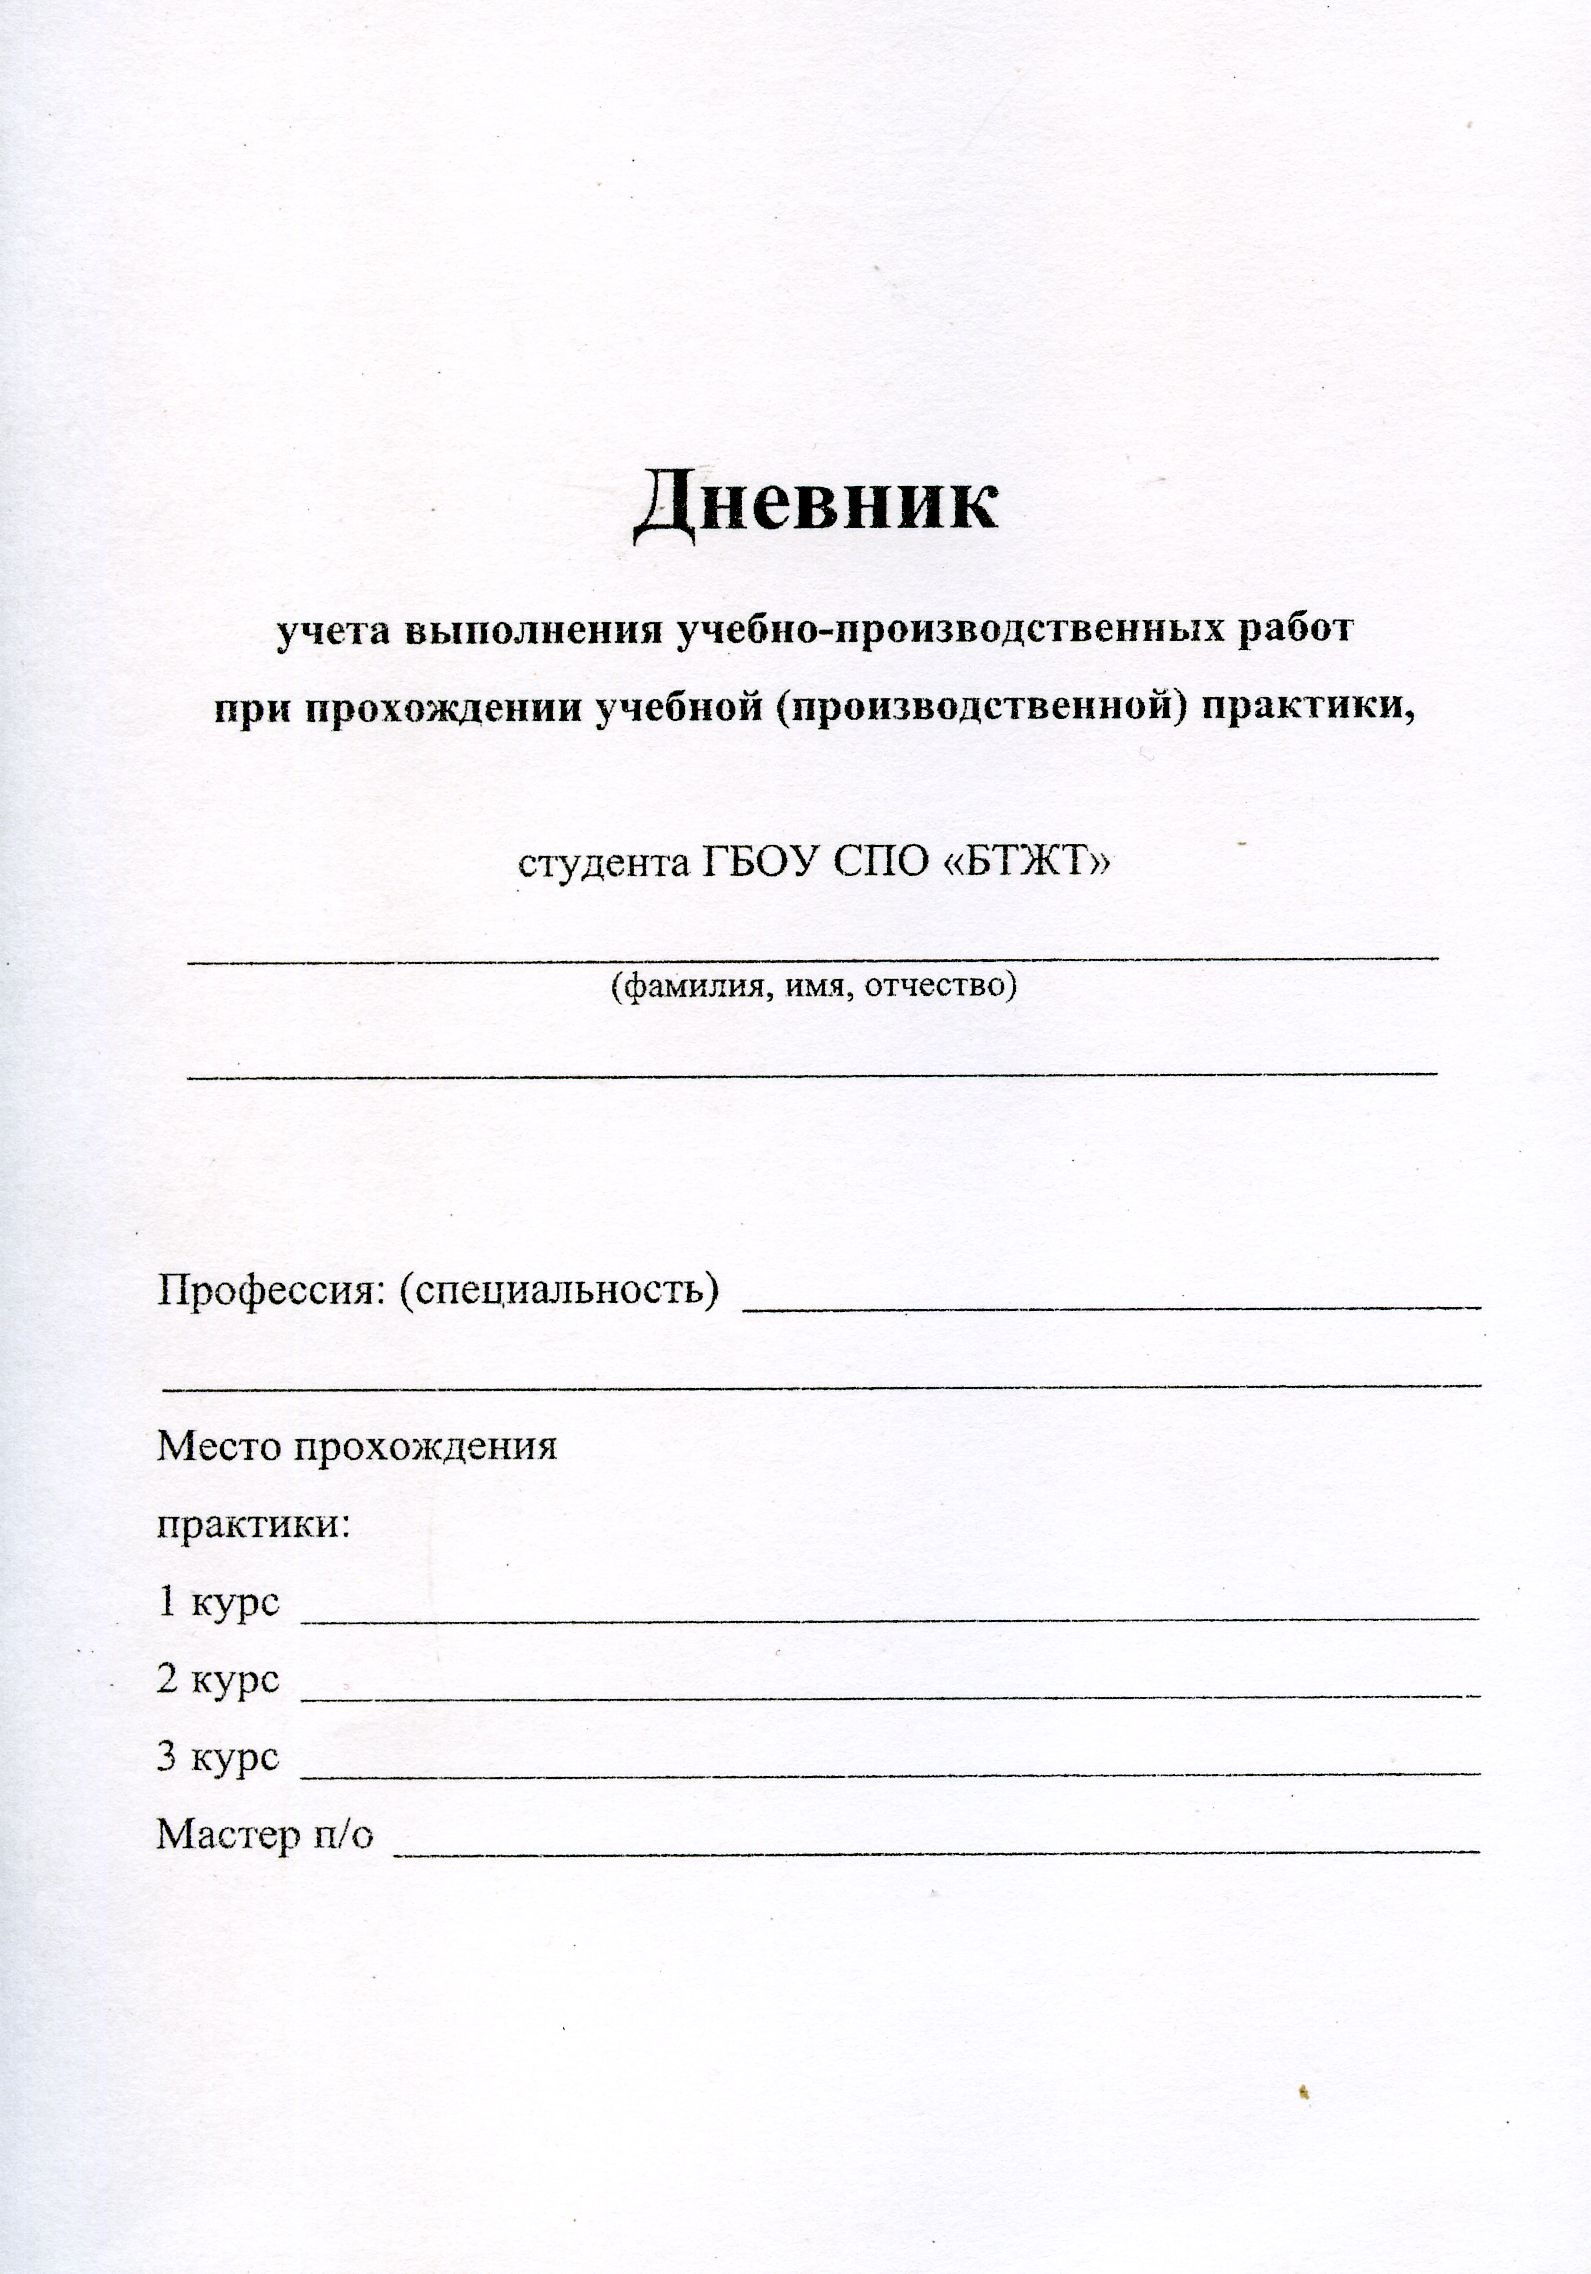 Дневник
учета выполнения учебно-производственных работ
при прохождении учебной (производственной) практики,
студента ГБОУ СПО «БТЖТ»
(фамилия, имя, отчество)
Профессия: (специальность)
Место прохождения
практики:
1 курс
2 курс
3 курс
Мастер п/о